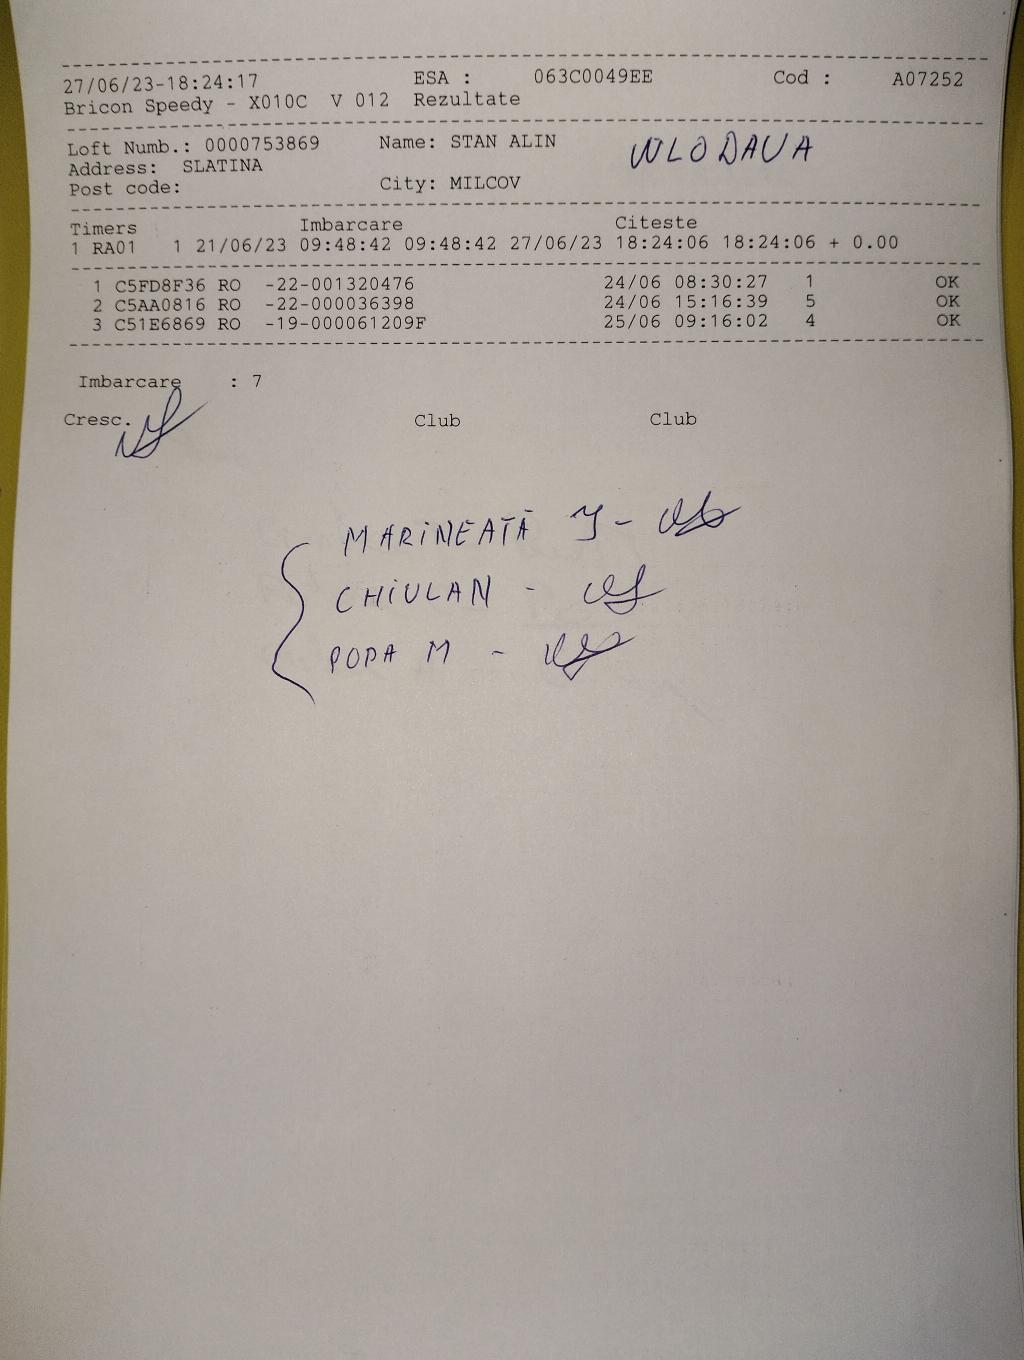 27/06/23-18:24:17 ESA : 063C0049EE Cod : A07252
Bricon Speedy - X010C V 012 Rezultate
Loft Numb.: 0000753869 Name: STAN ALIN WLODAVA
Address: SLATINA
Post code: City: MILCOV
Timers Imbarcare Citeste
1 RA01 1 21/06/23 09:48:42 09:48:42 27/06/23 18:24:06 18:24:06 + 0.00
1 C5FD8F36 RO -22-001320476 24/06 08:30:27 1 OK
2 C5AA0816 RO -22-000036398 24/06 15:16:39 5 OK
3 C51E6869 RO -19-000061209F 25/06 09:16:02 4 OK
Imbarcare : 7
Cresc. Club Club
MARINEAȚĂ J -
CHIULAN -
POPA M -